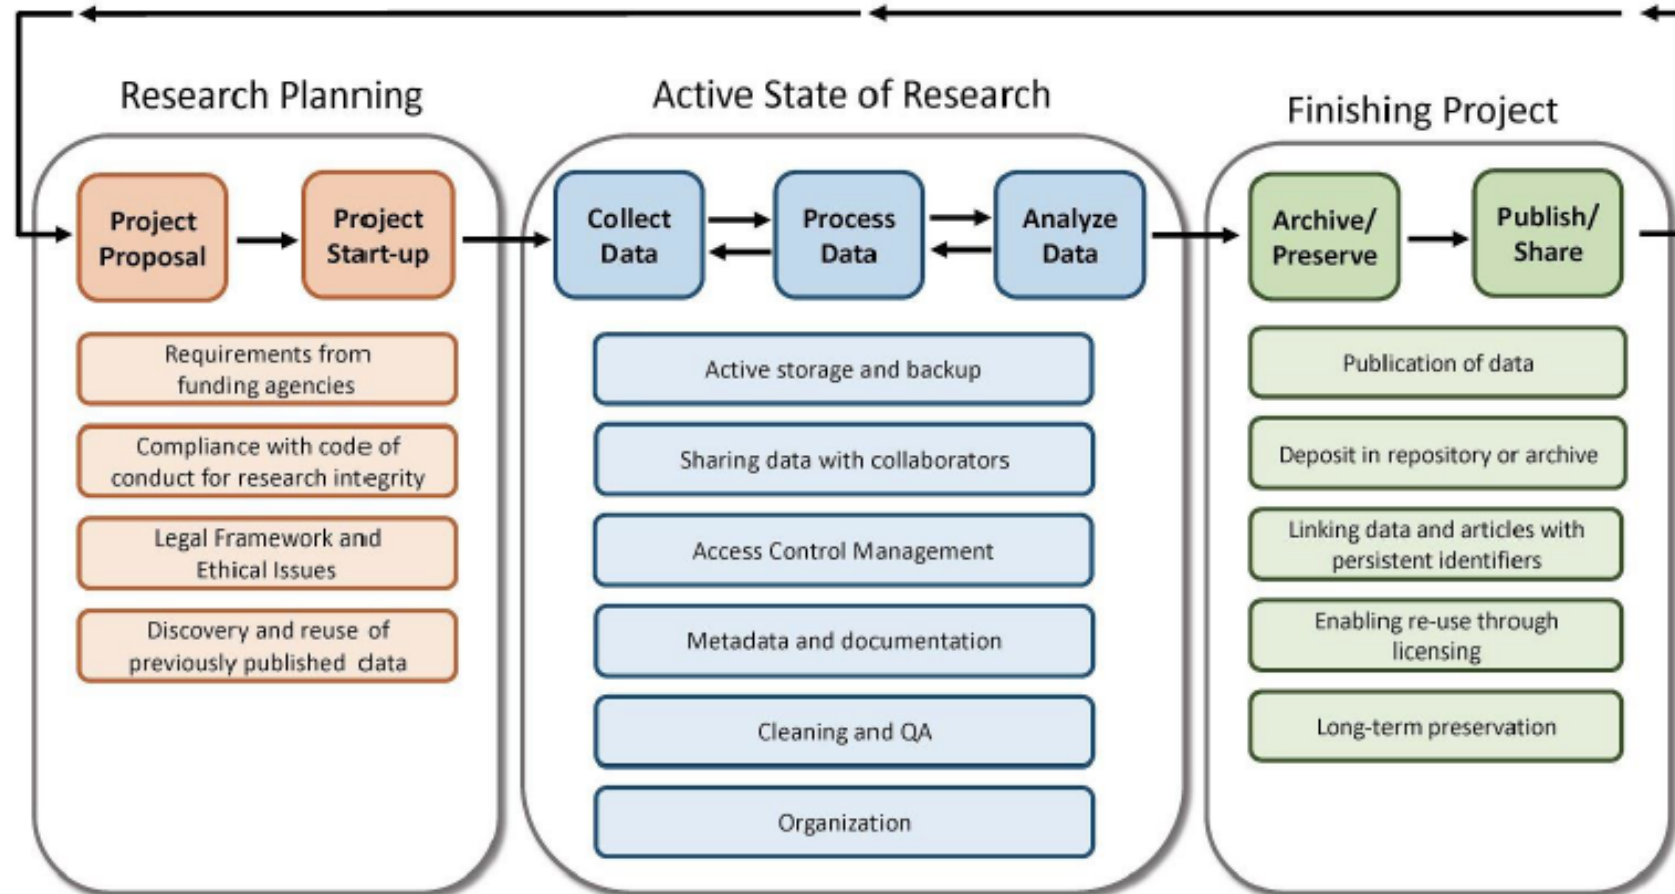 Research Planning
Active State of Research
Finishing Project
Project
Proposal
Project
Start-up
Collect
Data
Process
Data
Analyze
Data
Archive/
Preserve
Publish/
Share
Requirements from
funding agencies
Compliance with code of
conduct for research integrity
Legal Framework and
Ethical Issues
Discovery and reuse of
previously published data
Active storage and backup
Sharing data with collaborators
Access Control Management
Metadata and documentation
Cleaning and QA
Organization
Publication of data
Deposit in repository or archive
Linking data and articles with
persistent identifiers
Enabling re-use through
licensing
Long-term preservation